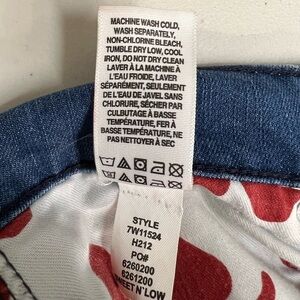 MACHINE WASH COLD,
WASH SEPARATELY,
NON-CHLORINE BLEACH,
TUMBLE DRY LOW, COOL
IRON, DO NOT DRY CLEAN
LAVER À LA MACHINE À
L'EAU FROIDE, LAVER
SÉPARÉMENT, SEULEMENT
DE L'EAU DE JAVEL SANS
CHLORURE, SÉCHER PAR
CULBUTAGE À BASSE
TEMPÉRATURE, FER À
BASSE TEMPÉRATURE, NE
PAS NETTOYER À SEC
STYLE
7W11524
H212
PO#
6260200
6261200
SWEET N' LOW